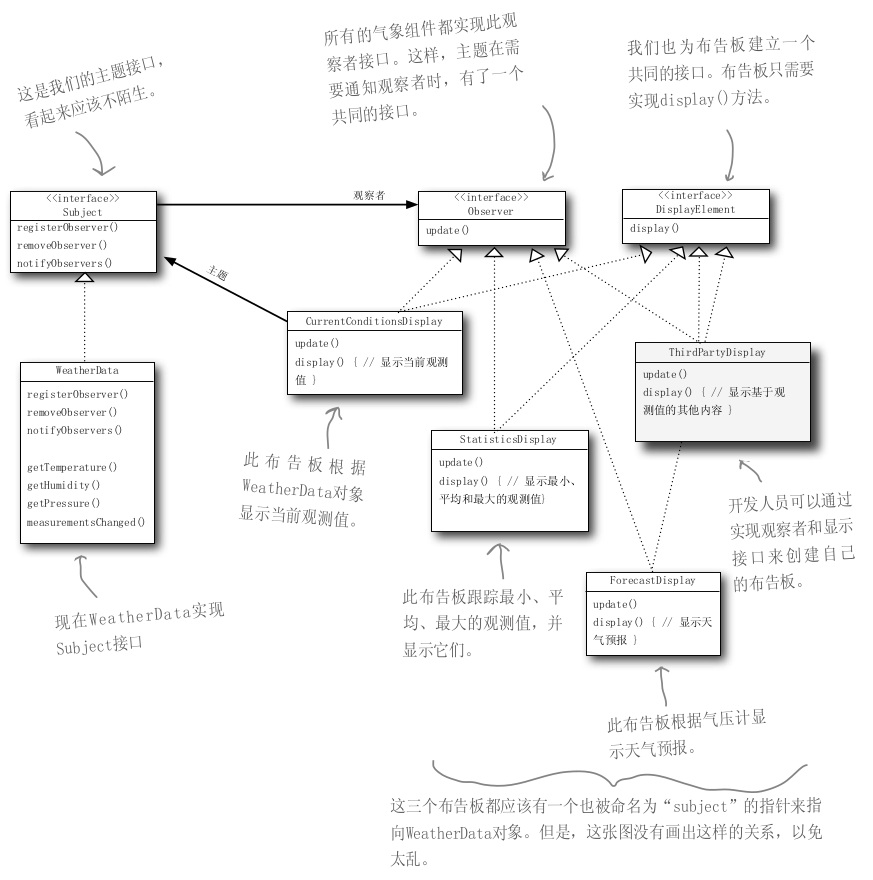 这是我们的主题接口，
看起来应该不陌生。
所有的气象组件都实现此观
察者接口。这样，主题在需
要通知观察者时，有了一个
共同的接口。
我们也为布告板建立一个
共同的接口。布告板只需要
实现display()方法。
<<interface>>
Subject
registerObserver()
removeObserver()
notifyObservers()
观察者
<<interface>>
Observer
update()
<<interface>>
DisplayElement
display()
主题
WeatherData
registerObserver()
removeObserver()
notifyObservers()
getTemperature()
getHumidity()
getPressure()
measurementsChanged()
现在WeatherData实现
Subject接口
CurrentConditionsDisplay
update()
display() { // 显示当前观测
值 }
此布告板根据
WeatherData对象
显示当前观测值。
StatisticsDisplay
update()
display() { // 显示最小、
平均和最大的观测值}
此布告板跟踪最小、平
均、最大的观测值，并
显示它们。
ThirdPartyDisplay
update()
display() { // 显示基于观
测值的其他内容 }
开发人员可以通过
实现观察者和显示
接口来创建自己
的布告板。
ForecastDisplay
update()
display() { // 显示天
气预报 }
此布告板根据气压计显
示天气预报。
这三个布告板都应该有一个也被命名为“subject”的指针来指
向WeatherData对象。但是，这张图没有画出这样的关系，以免
太乱。